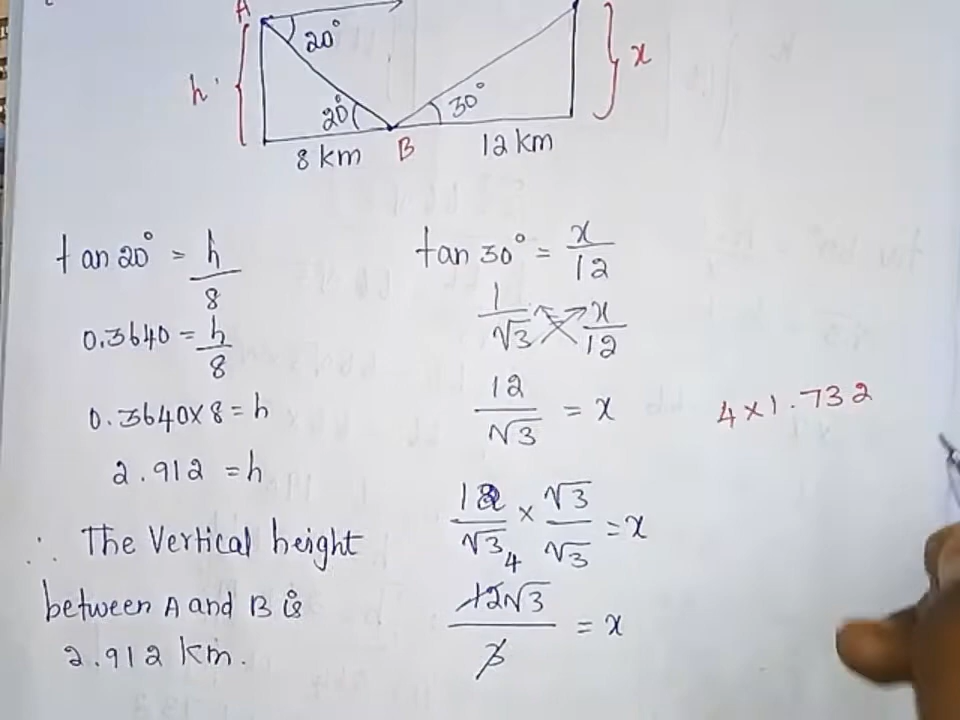 A
20°
h
x
20°
30°
8 km
B
12 km
tan 20° = h/8
0.3640 = h/8
0.3640×8 = h
2.912 = h
∴ The Vertical height
between A and B is
2.912 km.
tan 30° = x/12
1/√3 x/12
12/√3 = x
12/√3 × √3/√3 = x
4
12√3/3 = x
4×1.732